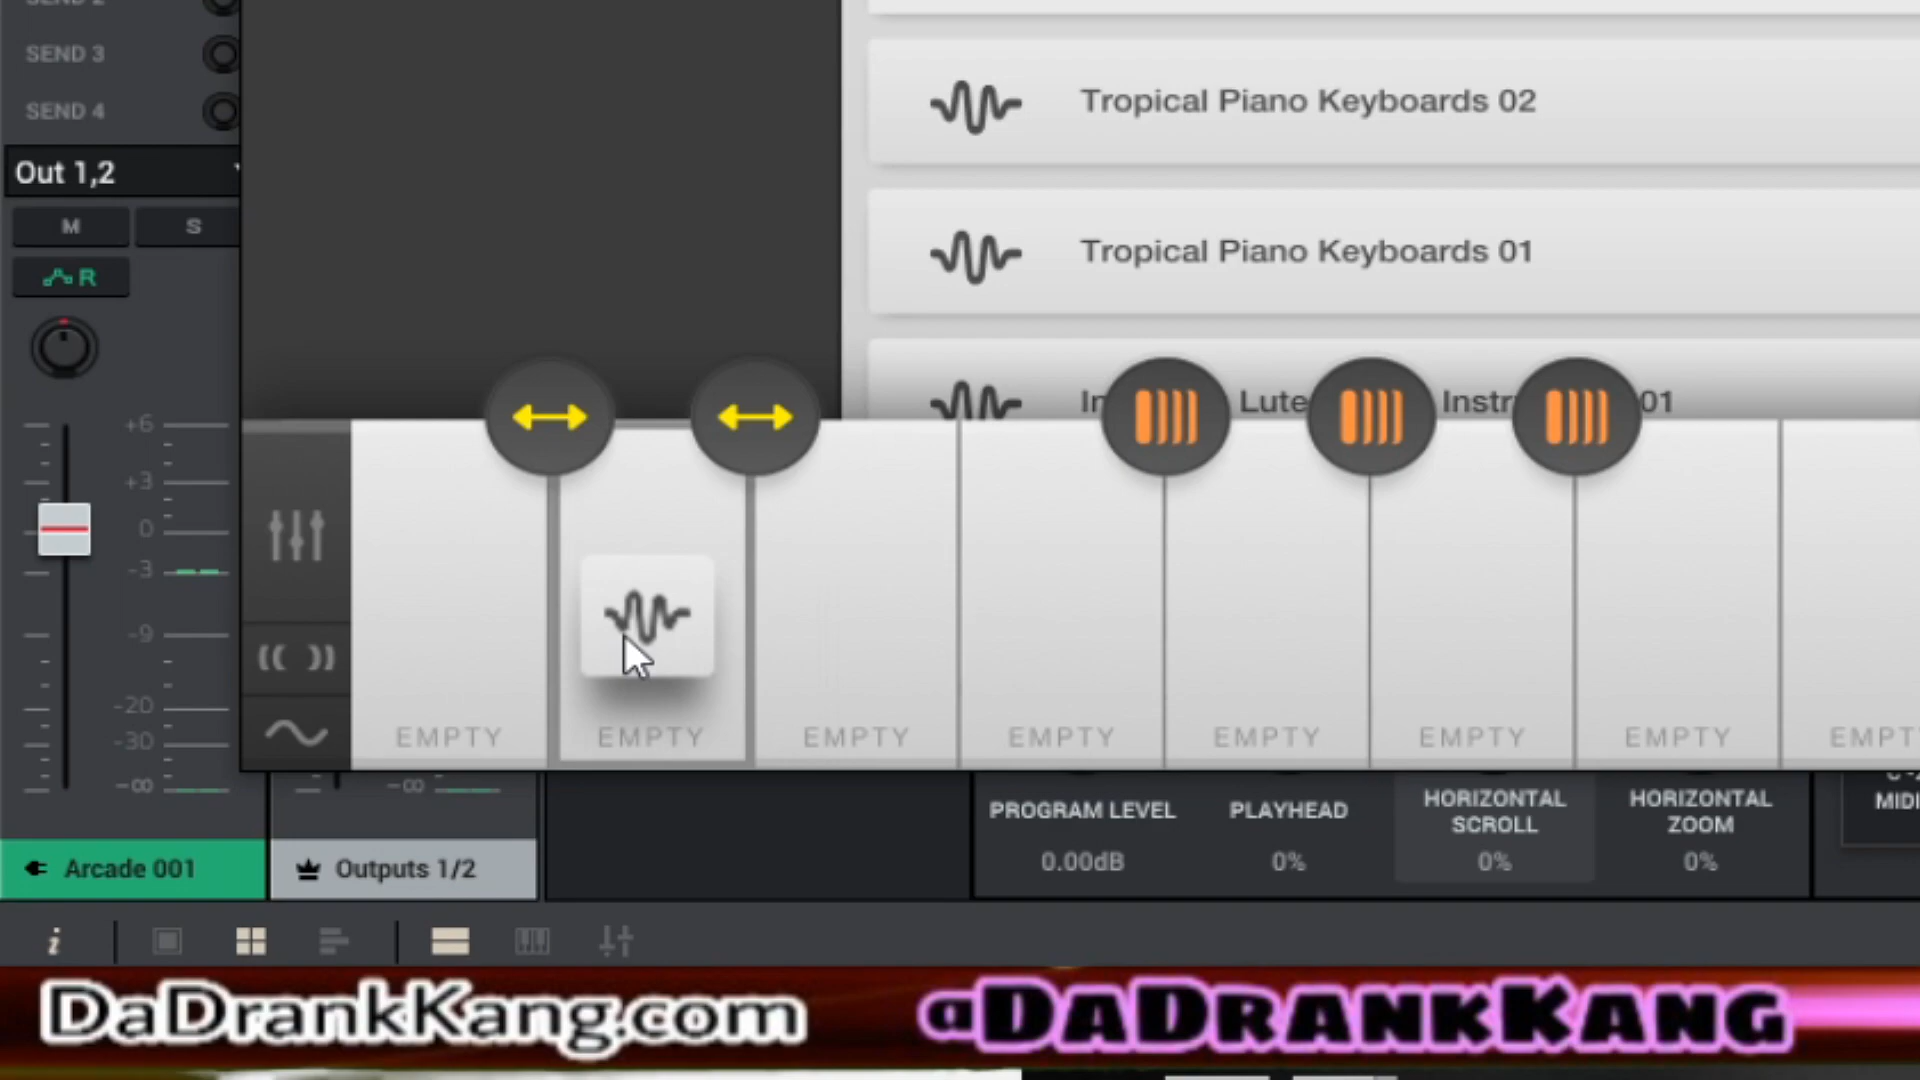 SEND 2
SEND 3
SEND 4
Out 1,2
M S
R
+6
+3
0
-3
-9
-20
-30
-∞
-∞
Tropical Piano Keyboards 02
Tropical Piano Keyboards 01
Lute 01
EMPTY EMPTY EMPTY EMPTY EMPTY EMPTY EMPTY
PROGRAM LEVEL
0.00dB
PLAYHEAD
0%
HORIZONTAL
SCROLL
0%
HORIZONTAL
ZOOM
0%
Arcade 001
Outputs 1/2
i
DaDrankKang.com
@DaDrankKang